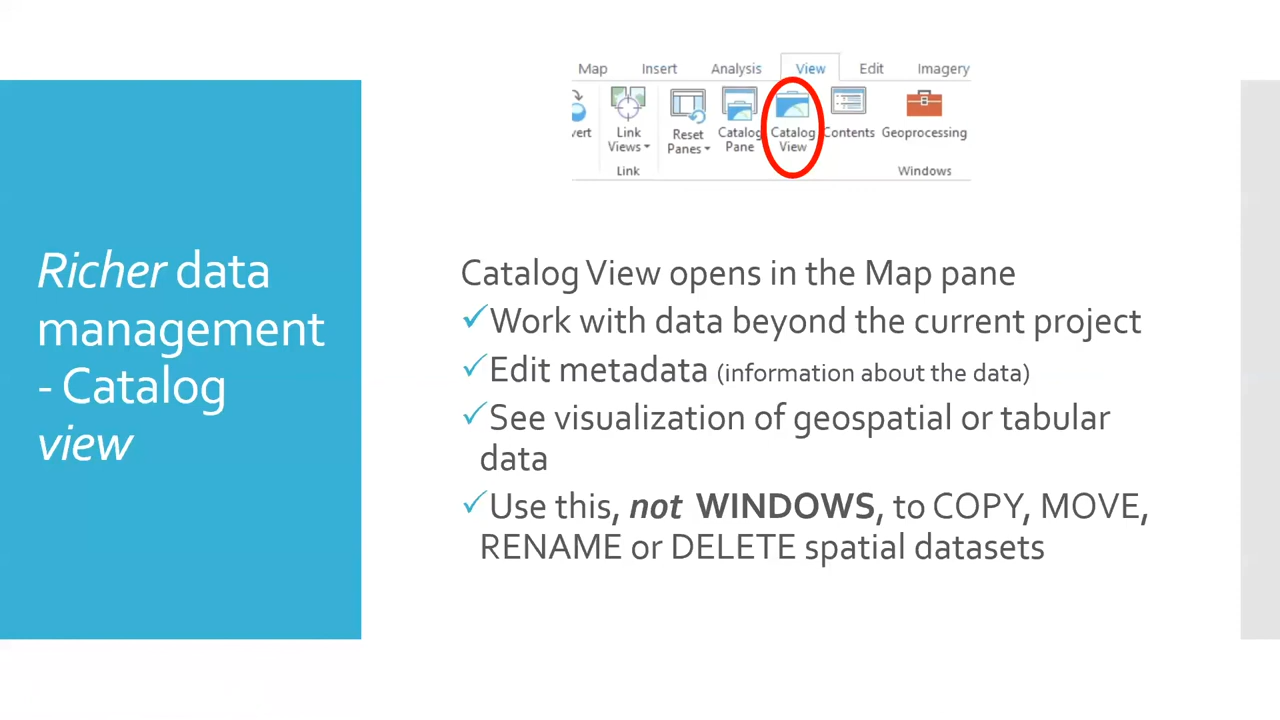 Map Insert Analysis View Edit Imagery
vert Link Views Reset Panes Catalog Pane Catalog View Contents Geoprocessing
Link Windows
Richer data
management
- Catalog
view
Catalog View opens in the Map pane
✓Work with data beyond the current project
✓Edit metadata (information about the data)
✓See visualization of geospatial or tabular
data
✓Use this, not WINDOWS, to COPY, MOVE,
RENAME or DELETE spatial datasets